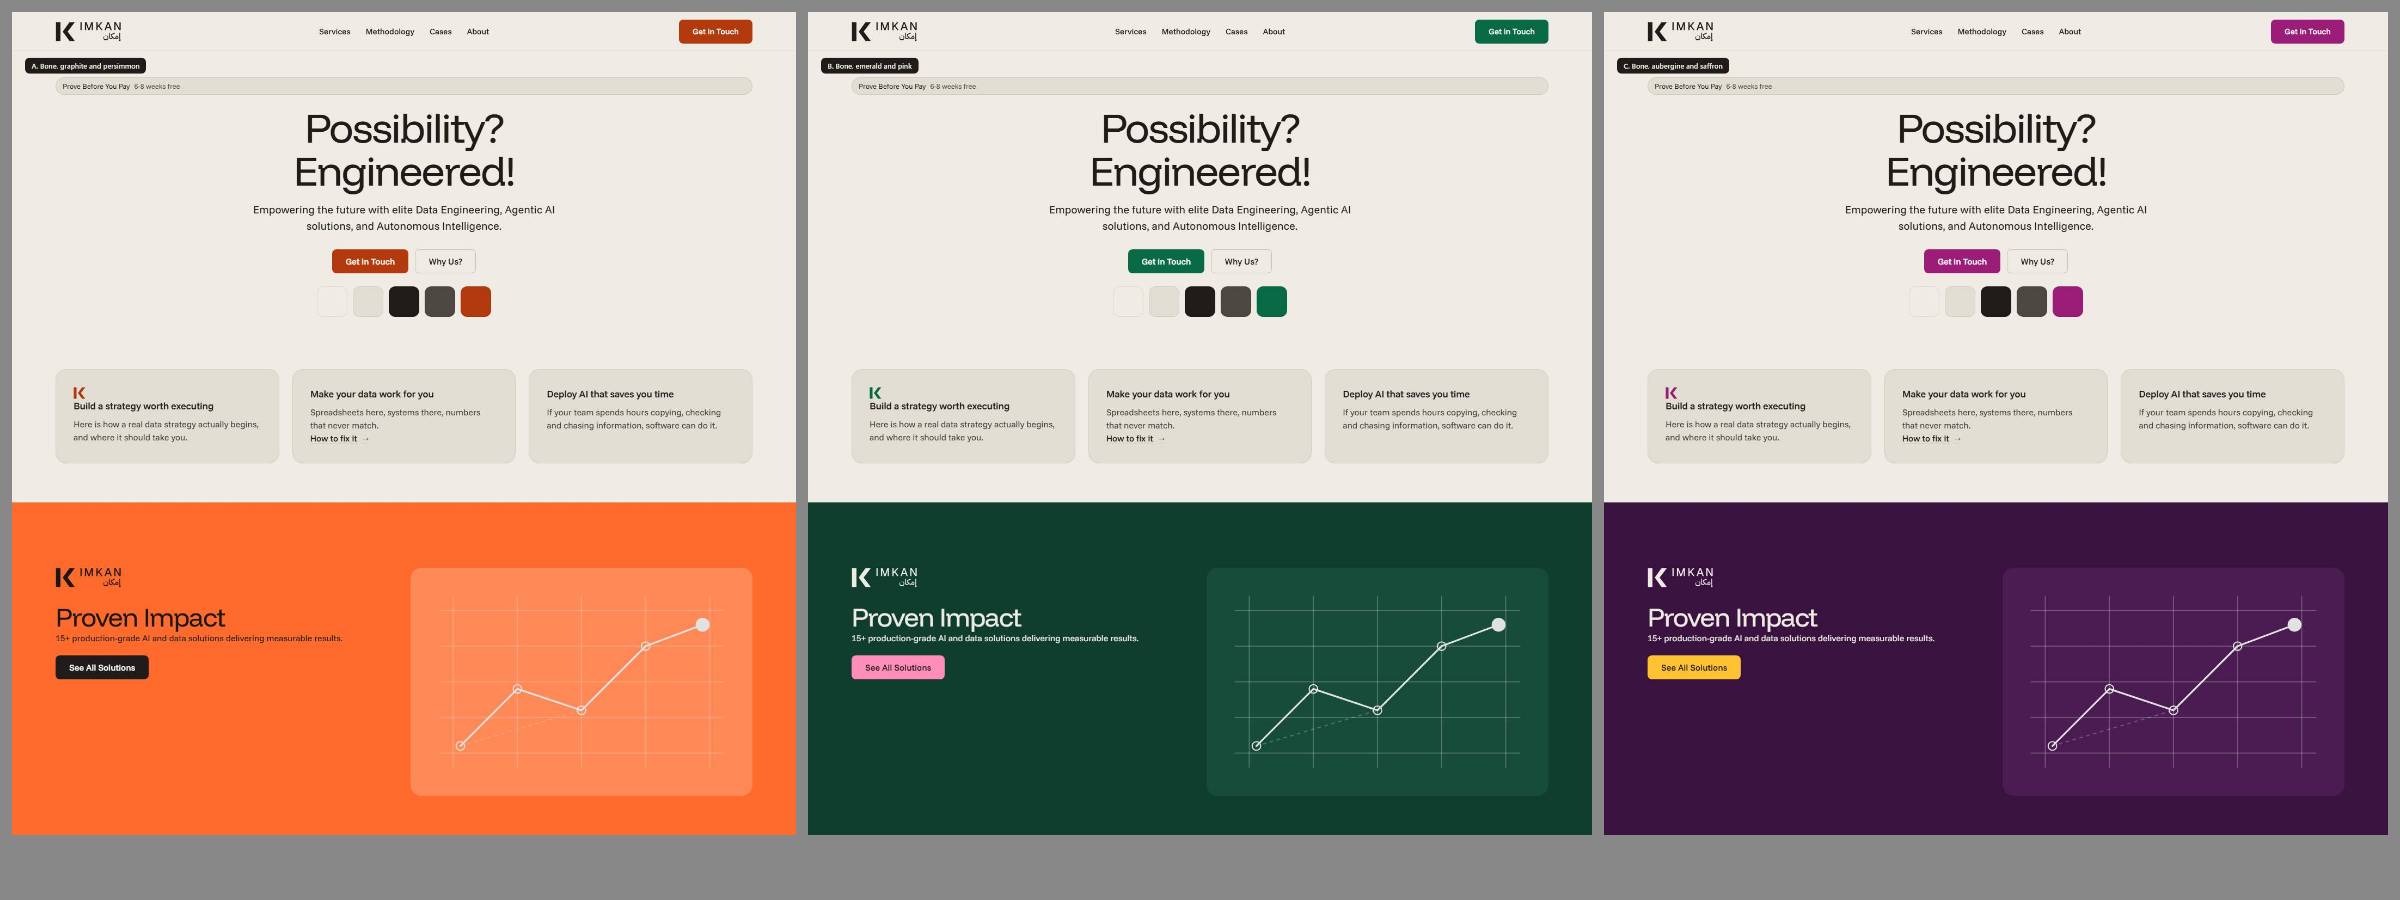 IMKAN
إمكان
Services Methodology Cases About
Get in Touch
A. Bone, graphite and persimmon
Prove Before You Pay 6-8 weeks free
Possibility?
Engineered!
Empowering the future with elite Data Engineering, Agentic AI
solutions, and Autonomous Intelligence.
Get in Touch
Why Us?
Build a strategy worth executing
Here is how a real data strategy actually begins,
and where it should take you.
Make your data work for you
Spreadsheets here, systems there, numbers
that never match.
How to fix it →
Deploy AI that saves you time
If your team spends hours copying, checking
and chasing information, software can do it.
IMKAN
إمكان
Proven Impact
15+ production-grade AI and data solutions delivering measurable results.
See All Solutions
IMKAN
إمكان
Services Methodology Cases About
Get in Touch
B. Bone, emerald and pink
Prove Before You Pay 6-8 weeks free
Possibility?
Engineered!
Empowering the future with elite Data Engineering, Agentic AI
solutions, and Autonomous Intelligence.
Get in Touch
Why Us?
Build a strategy worth executing
Here is how a real data strategy actually begins,
and where it should take you.
Make your data work for you
Spreadsheets here, systems there, numbers
that never match.
How to fix it →
Deploy AI that saves you time
If your team spends hours copying, checking
and chasing information, software can do it.
IMKAN
إمكان
Proven Impact
15+ production-grade AI and data solutions delivering measurable results.
See All Solutions
IMKAN
إمكان
Services Methodology Cases About
Get in Touch
C. Bone, aubergine and saffron
Prove Before You Pay 6-8 weeks free
Possibility?
Engineered!
Empowering the future with elite Data Engineering, Agentic AI
solutions, and Autonomous Intelligence.
Get in Touch
Why Us?
Build a strategy worth executing
Here is how a real data strategy actually begins,
and where it should take you.
Make your data work for you
Spreadsheets here, systems there, numbers
that never match.
How to fix it →
Deploy AI that saves you time
If your team spends hours copying, checking
and chasing information, software can do it.
IMKAN
إمكان
Proven Impact
15+ production-grade AI and data solutions delivering measurable results.
See All Solutions